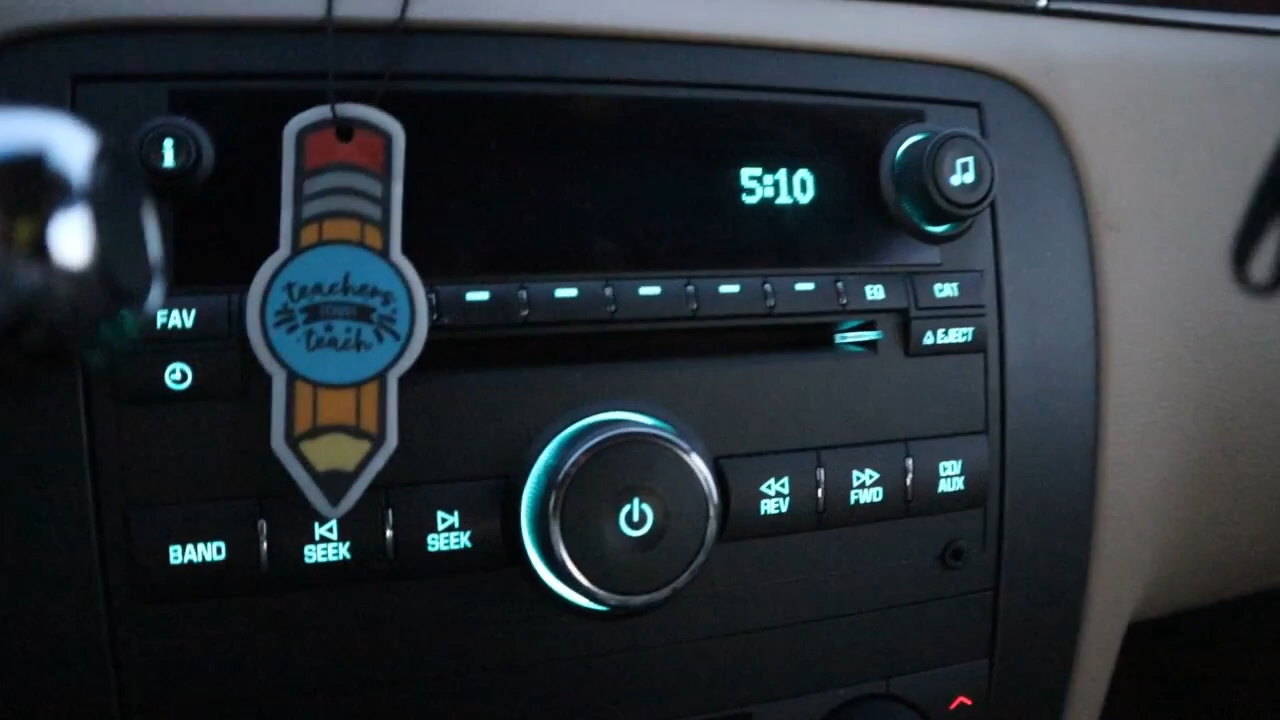 i
5:10
EQ
CAT
FAV
teachers
teach
EJECT
BAND
SEEK
SEEK
REV
FWD
CD/
AUX